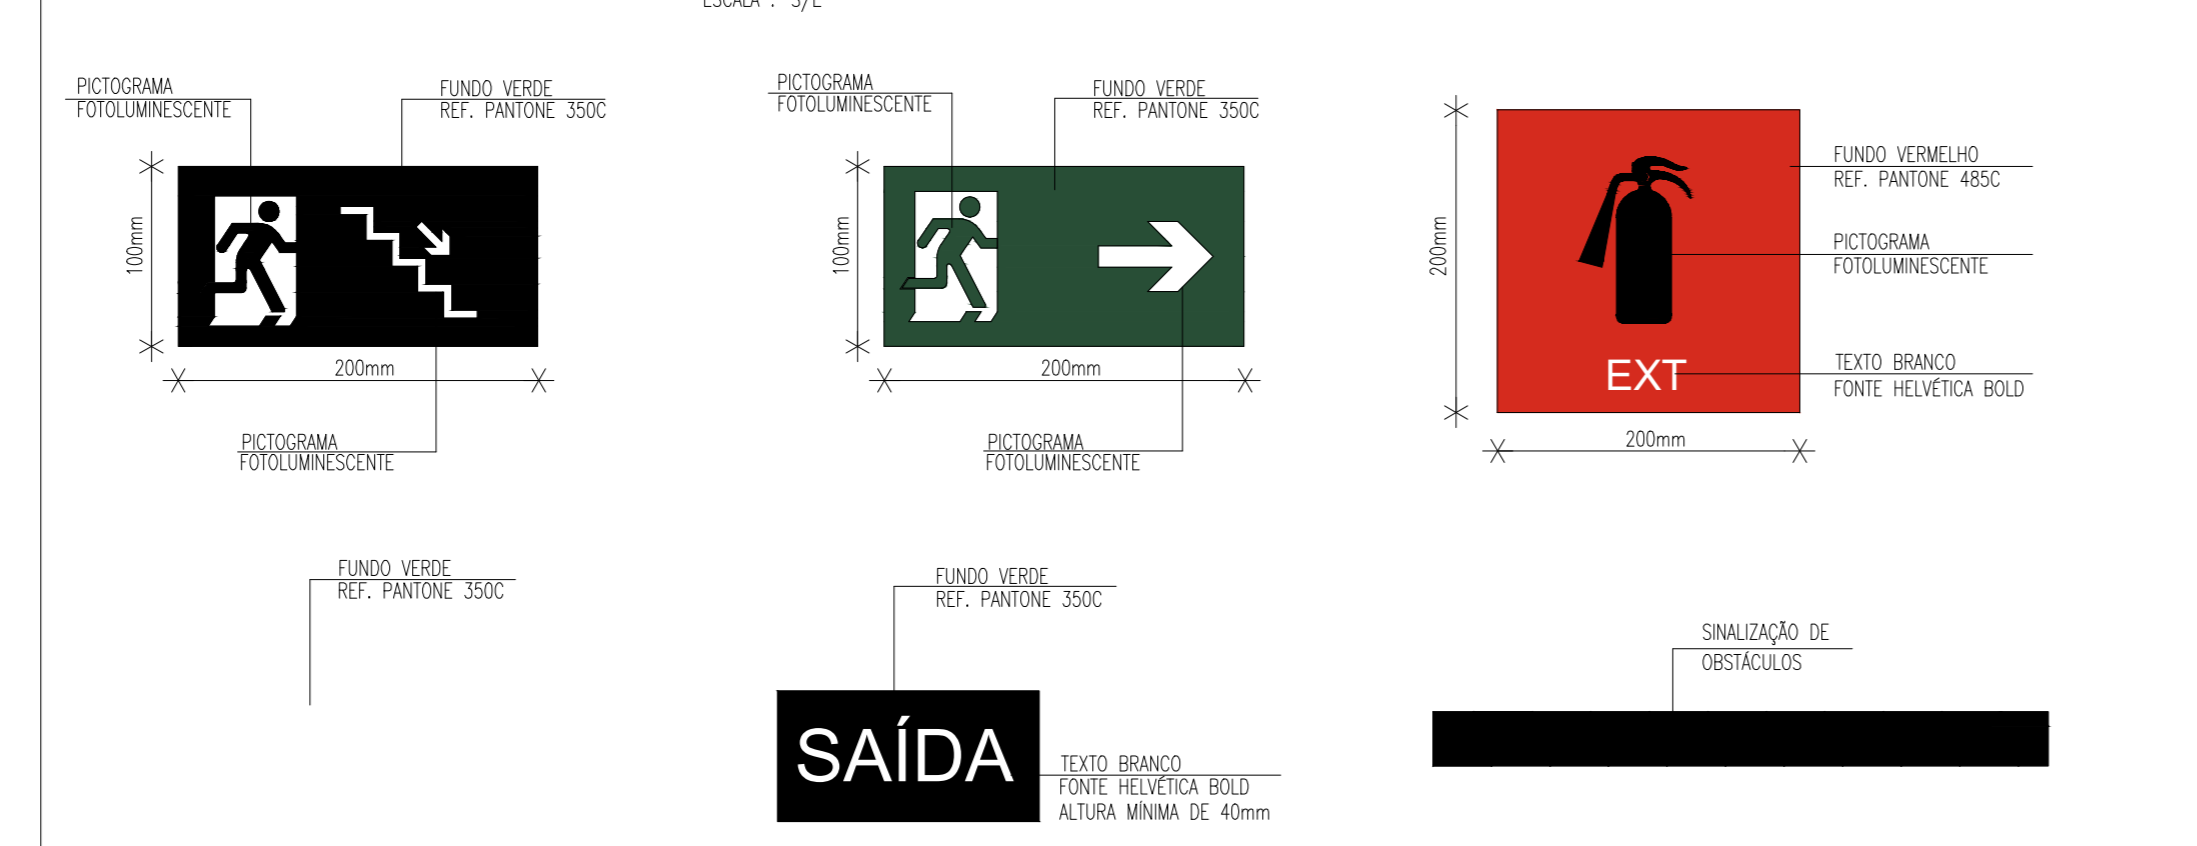 ESCALA : S/E
PICTOGRAMA
FOTOLUMINESCENTE
FUNDO VERDE
REF. PANTONE 350C
100mm
200mm
PICTOGRAMA
FOTOLUMINESCENTE
PICTOGRAMA
FOTOLUMINESCENTE
FUNDO VERDE
REF. PANTONE 350C
100mm
200mm
PICTOGRAMA
FOTOLUMINESCENTE
200mm
EXT
200mm
FUNDO VERMELHO
REF. PANTONE 485C
PICTOGRAMA
FOTOLUMINESCENTE
TEXTO BRANCO
FONTE HELVÉTICA BOLD
FUNDO VERDE
REF. PANTONE 350C
FUNDO VERDE
REF. PANTONE 350C
SAÍDA
TEXTO BRANCO
FONTE HELVÉTICA BOLD
ALTURA MÍNIMA DE 40mm
SINALIZAÇÃO DE
OBSTÁCULOS